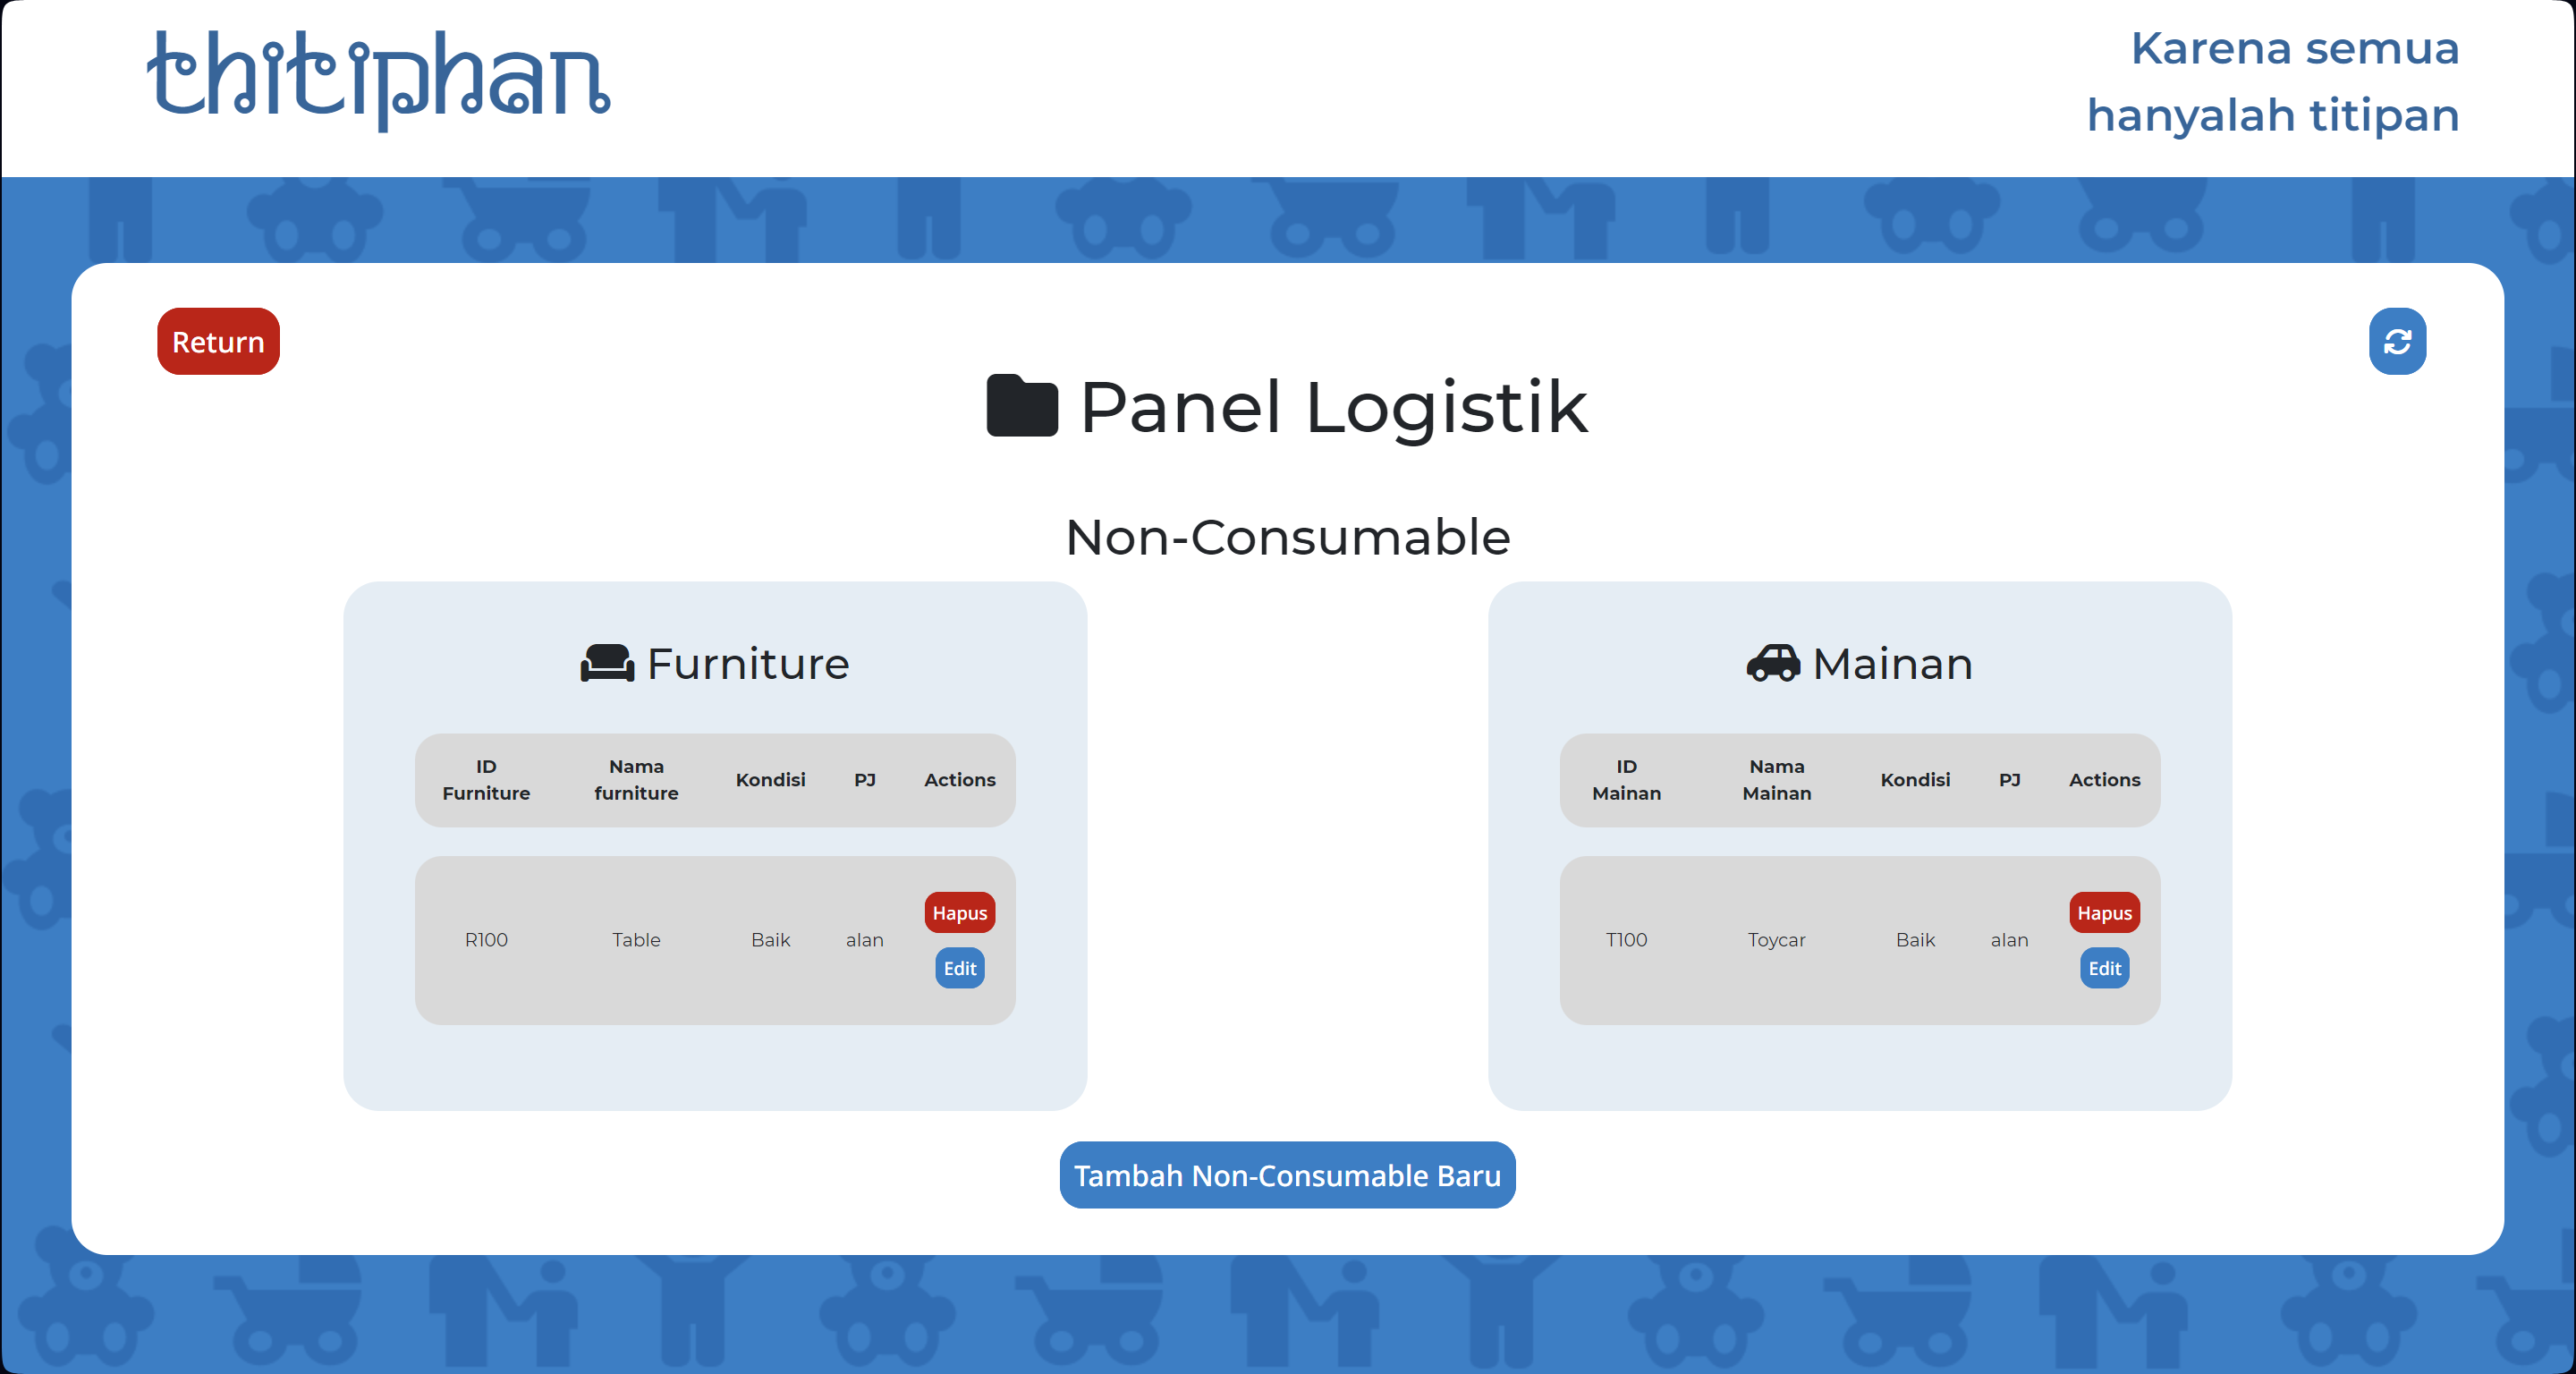 thitiphan
Karena semua
hanyalah titipan
Return
Panel Logistik
Non-Consumable
Furniture
ID
Furniture
Nama
furniture
Kondisi
PJ
Actions
R100
Table
Baik
alan
Hapus
Edit
Mainan
ID
Mainan
Nama
Mainan
Kondisi
PJ
Actions
T100
Toycar
Baik
alan
Hapus
Edit
Tambah Non-Consumable Baru